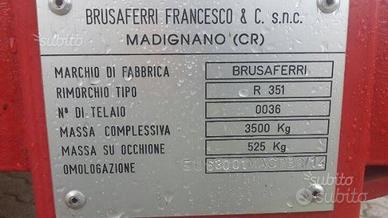 BRUSAFERRI FRANCESCO & C. s.n.c.
MADIGNANO (CR)
MARCHIO DI FABBRICA BRUSAFERRI
RIMORCHIO TIPO R 351
N° DI TELAIO 0036
MASSA COMPLESSIVA 3500 Kg
MASSA SU OCCHIONE 525 Kg
OMOLOGAZIONE
subito